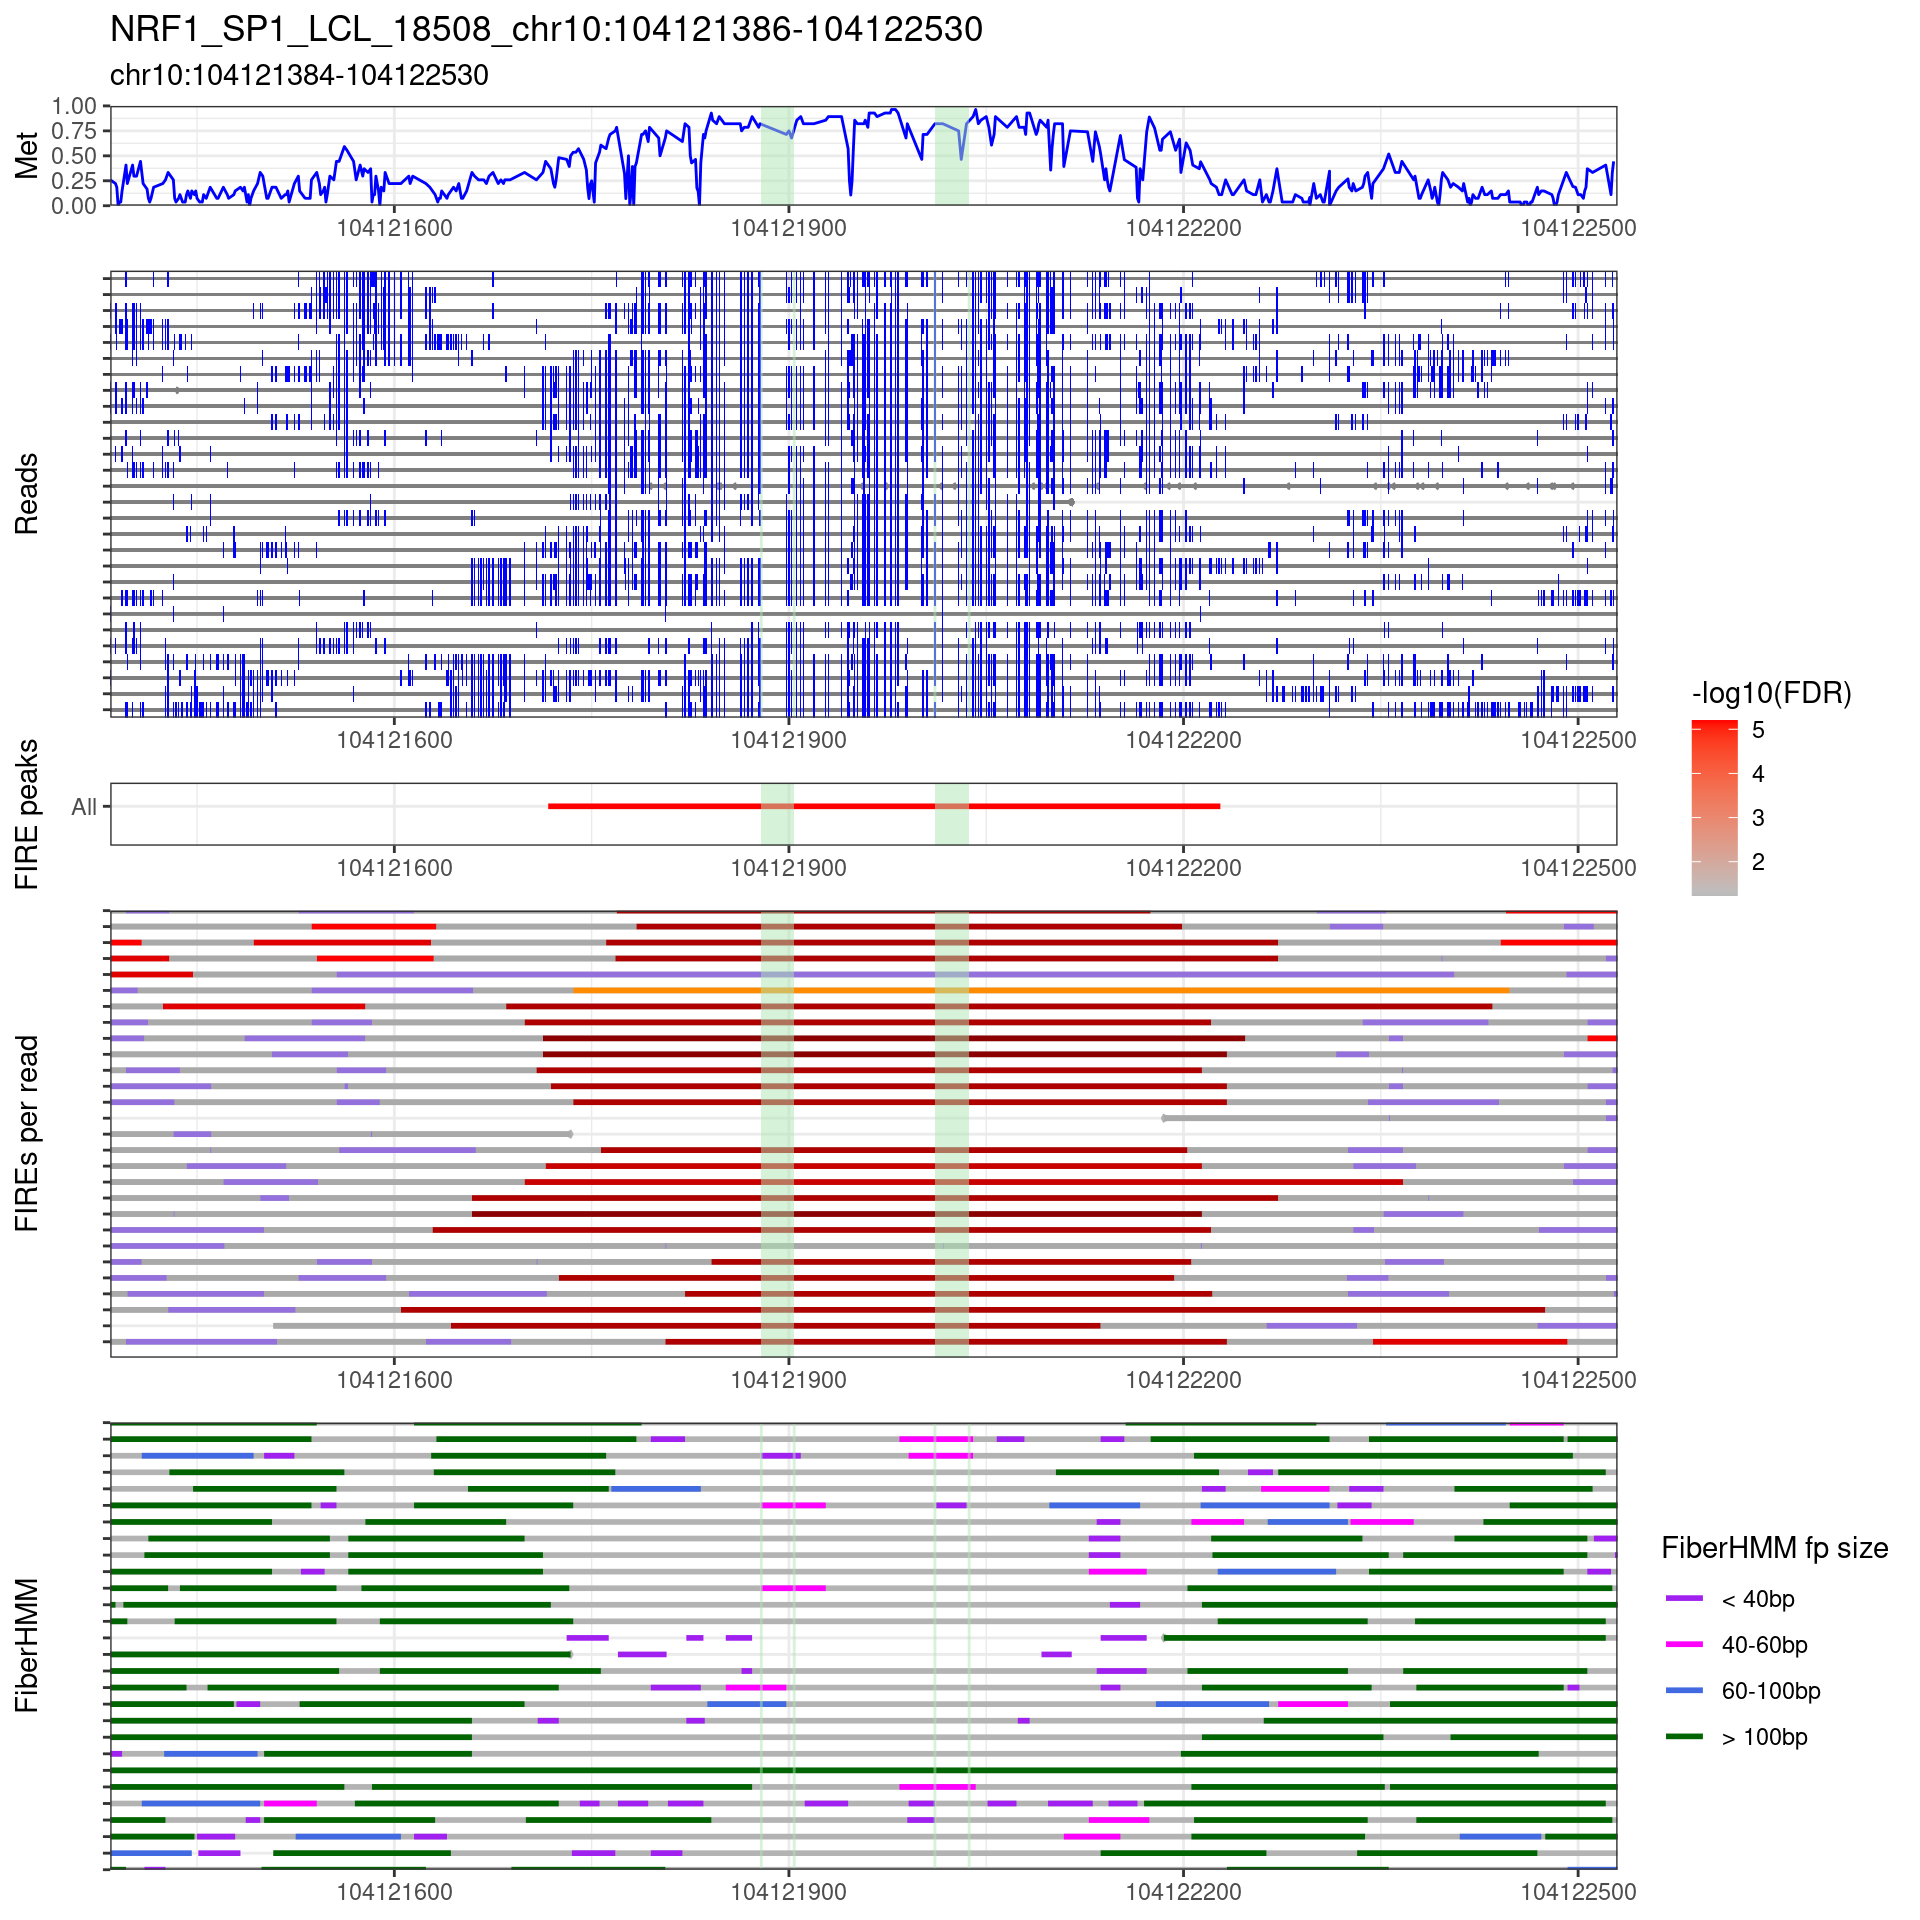 NRF1_SP1_LCL_18508_chr10:104121386-104122530
chr10:104121384-104122530
Met
1.00
0.75
0.50
0.25
0.00
104121600
104121900
104122200
104122500
Reads
104121600
104121900
104122200
104122500
FIRE peaks
All
104121600
104121900
104122200
104122500
-log10(FDR)
5
4
3
2
FIREs per read
104121600
104121900
104122200
104122500
FiberHMM
104121600
104121900
104122200
104122500
FiberHMM fp size
< 40bp
40-60bp
60-100bp
> 100bp